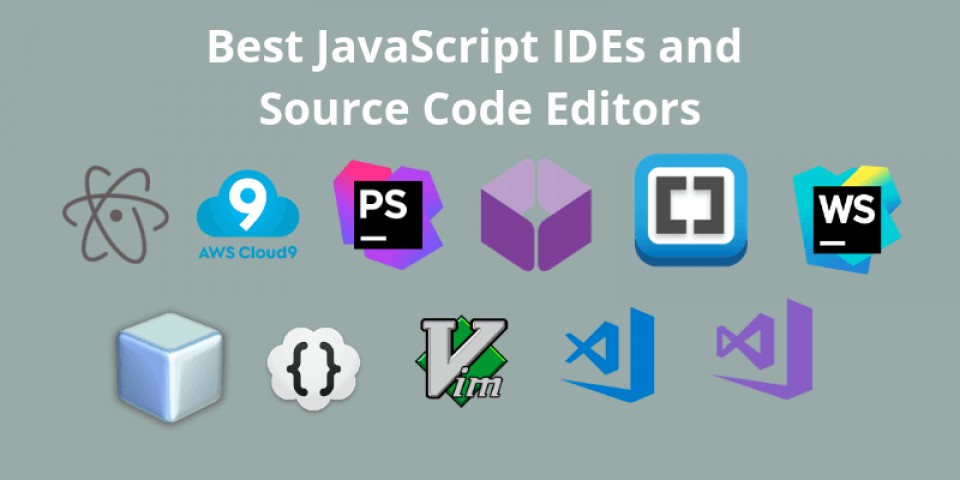 Best JavaScript IDEs and
Source Code Editors
9
AWS Cloud9
PS
WS
{}
Vim